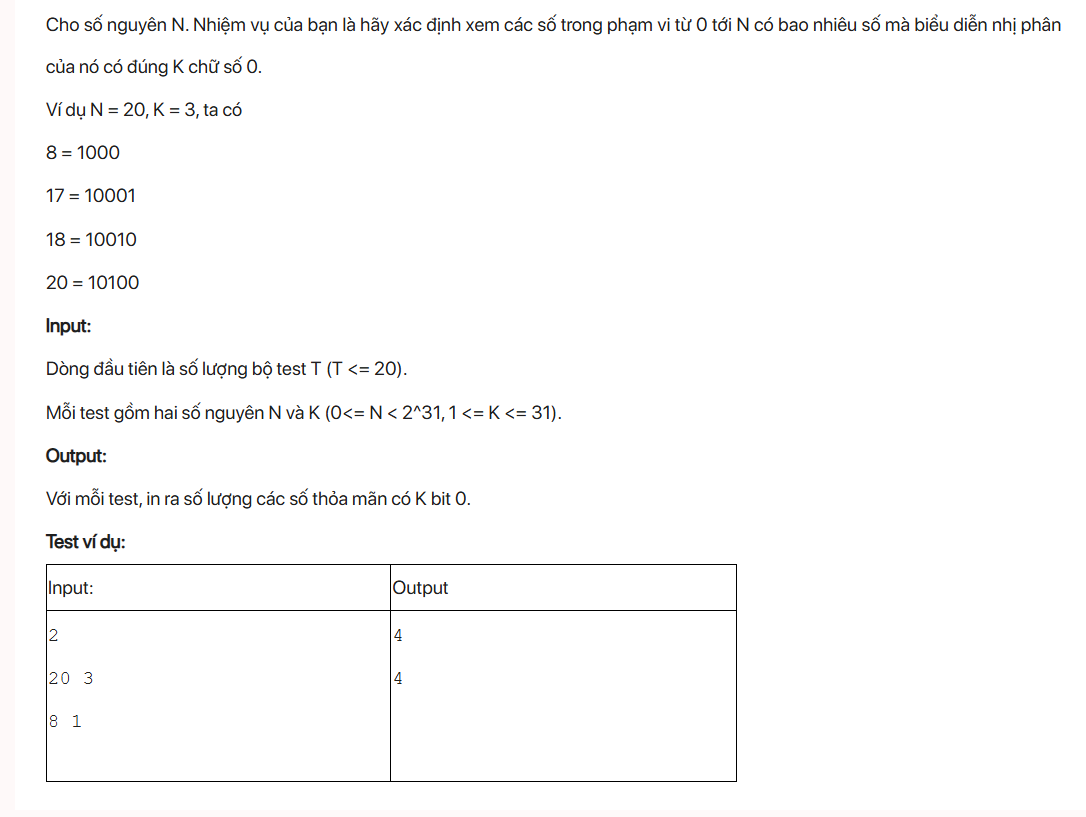 Cho số nguyên N. Nhiệm vụ của bạn là hãy xác định xem các số trong phạm vi từ 0 tới N có bao nhiêu số mà biểu diễn nhị phân
của nó có đúng K chữ số 0.
Ví dụ N = 20, K = 3, ta có
8 = 1000
17 = 10001
18 = 10010
20 = 10100
Input:
Dòng đầu tiên là số lượng bộ test T (T <= 20).
Mỗi test gồm hai số nguyên N và K (0<= N < 2^31, 1 <= K <= 31).
Output:
Với mỗi test, in ra số lượng các số thỏa mãn có K bit 0.
Test ví dụ:
Input: Output
2 4
20 3 4
8 1